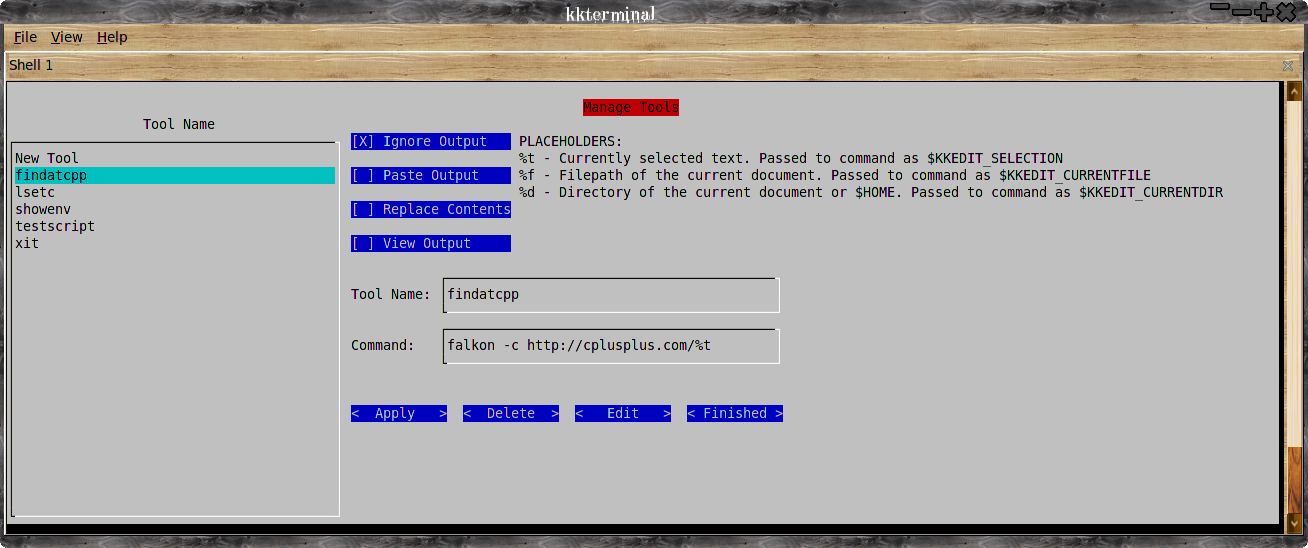 kkterminal
File View Help
Shell 1
Manage Tools
Tool Name
New Tool
findatcpp
lsetc
showenv
testscript
xit
[X] Ignore Output
[ ] Paste Output
[ ] Replace Contents
[ ] View Output
PLACEHOLDERS:
%t - Currently selected text. Passed to command as $KKEDIT_SELECTION
%f - Filepath of the current document. Passed to command as $KKEDIT_CURRENTFILE
%d - Directory of the current document or $HOME. Passed to command as $KKEDIT_CURRENTDIR
Tool Name: findatcpp
Command: falkon -c http://cplusplus.com/%t
< Apply > < Delete > < Edit > < Finished >